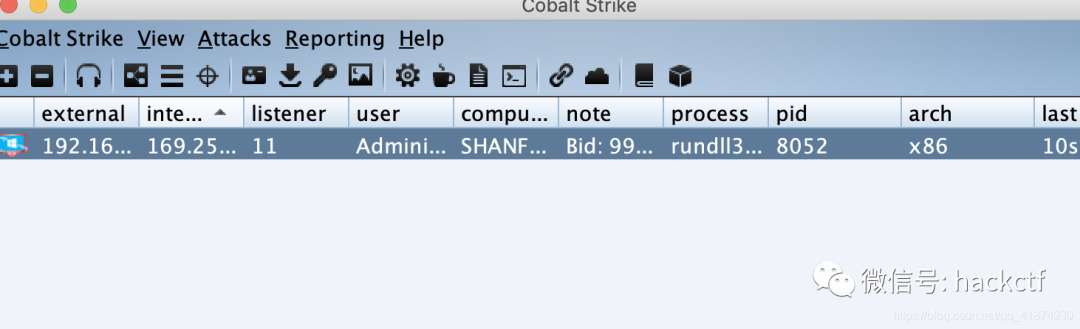 Cobalt Strike
Cobalt Strike View Attacks Reporting Help
external inte... listener user compu... note process pid arch last
192.16... 169.25... 11 Admini... SHANF... Bid: 99... rundll3... 8052 x86 10s
微信号: hackctf
https://blog.csdn.net/qq_41874930